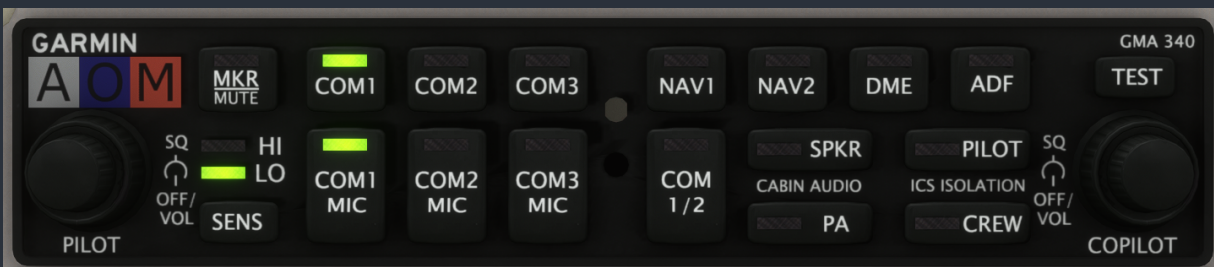 GARMIN
GMA 340
A O M
MKR
MUTE
COM1
COM2
COM3
NAV1
NAV2
DME
ADF
TEST
SQ
OFF/
VOL
PILOT
HI
LO
SENS
COM1
MIC
COM2
MIC
COM3
MIC
COM
1/2
SPKR
CABIN AUDIO
PA
PILOT
ICS ISOLATION
CREW
SQ
OFF/
VOL
COPILOT